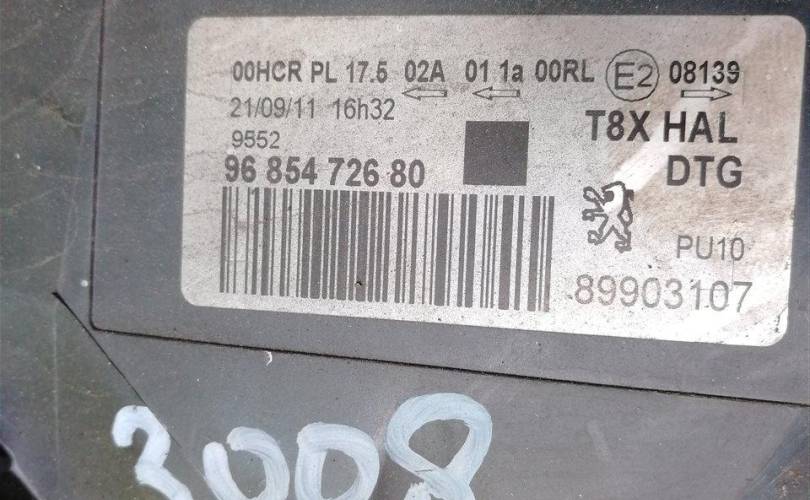 00HCR PL 17.5 02A 01 1a 00RL E2 08139
21/09/11 16h32
9552
T8X HAL
96 854 726 80
DTG
PU10
89903107
3008